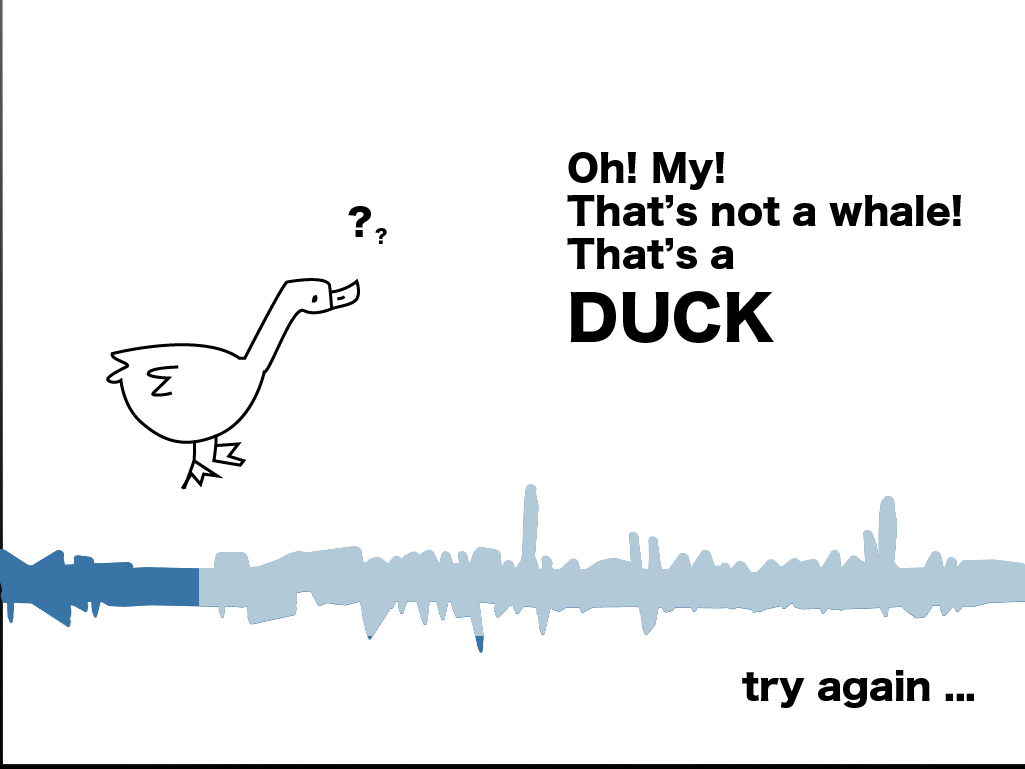 ? ?
Oh! My!
That’s not a whale!
That’s a
DUCK
try again ...